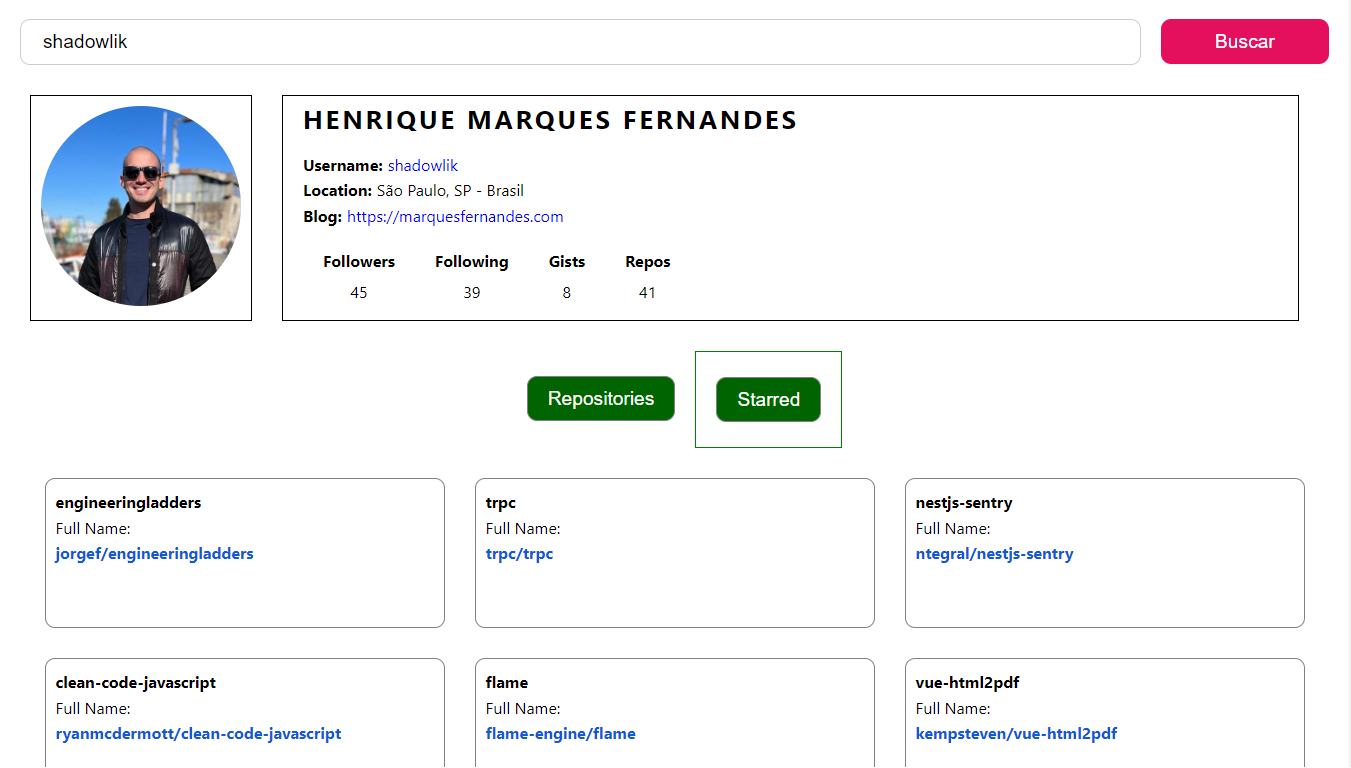 shadowlik
Buscar
HENRIQUE MARQUES FERNANDES
Username: shadowlik
Location: São Paulo, SP - Brasil
Blog: https://marquesfernandes.com
Followers Following Gists Repos
45 39 8 41
Repositories Starred
engineeringladders
Full Name:
jorgef/engineeringladders
trpc
Full Name:
trpc/trpc
nestjs-sentry
Full Name:
ntegral/nestjs-sentry
clean-code-javascript
Full Name:
ryanmcdermott/clean-code-javascript
flame
Full Name:
flame-engine/flame
vue-html2pdf
Full Name:
kempsteven/vue-html2pdf